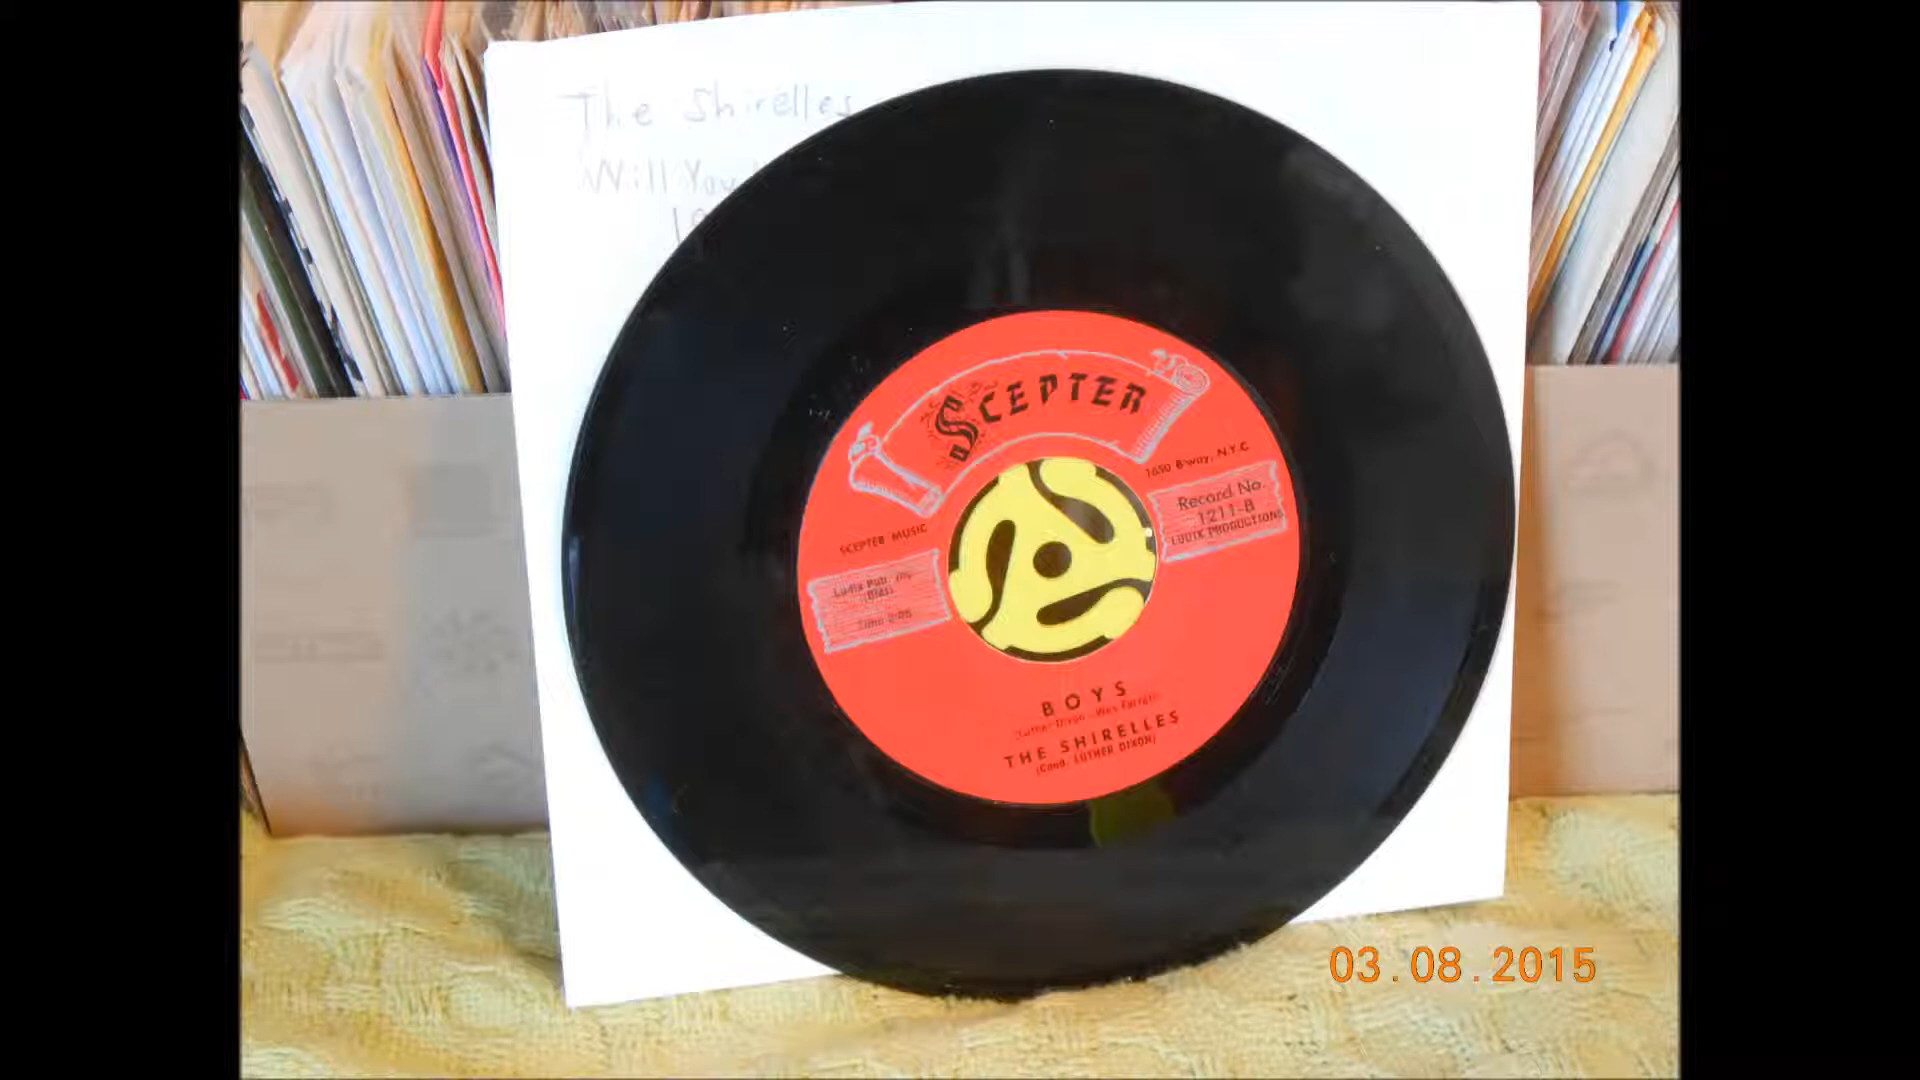 The Shirelles
Will You
SCEPTER
1650 B'way, N.Y.C
Record No.
1211-B
LUDIX PRODUCTIONS
SCEPTER MUSIC
Ludix Pub. Inc
(BMI)
Time 2:05
BOYS
Luther Dixon - Wes Farrell
THE SHIRELLES
(Cond. LUTHER DIXON)
03.08.2015